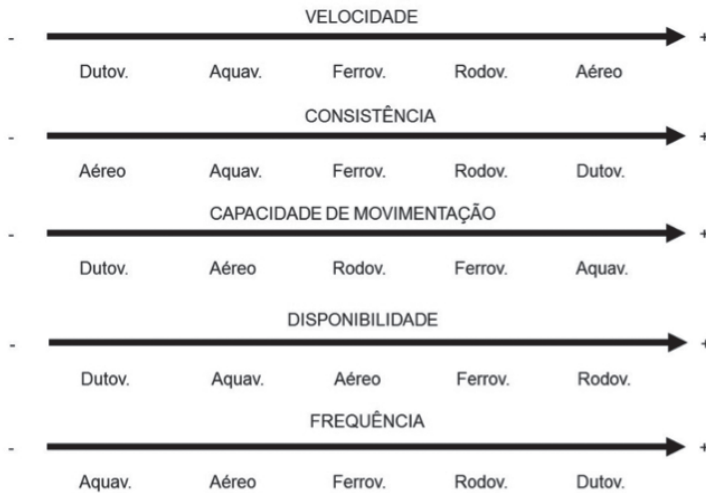 VELOCIDADE
- +
Dutov. Aquav. Ferrov. Rodov. Aéreo
CONSISTÊNCIA
- +
Aéreo Aquav. Ferrov. Rodov. Dutov.
CAPACIDADE DE MOVIMENTAÇÃO
- +
Dutov. Aéreo Rodov. Ferrov. Aquav.
DISPONIBILIDADE
- +
Dutov. Aquav. Aéreo Ferrov. Rodov.
FREQUÊNCIA
- +
Aquav. Aéreo Ferrov. Rodov. Dutov.